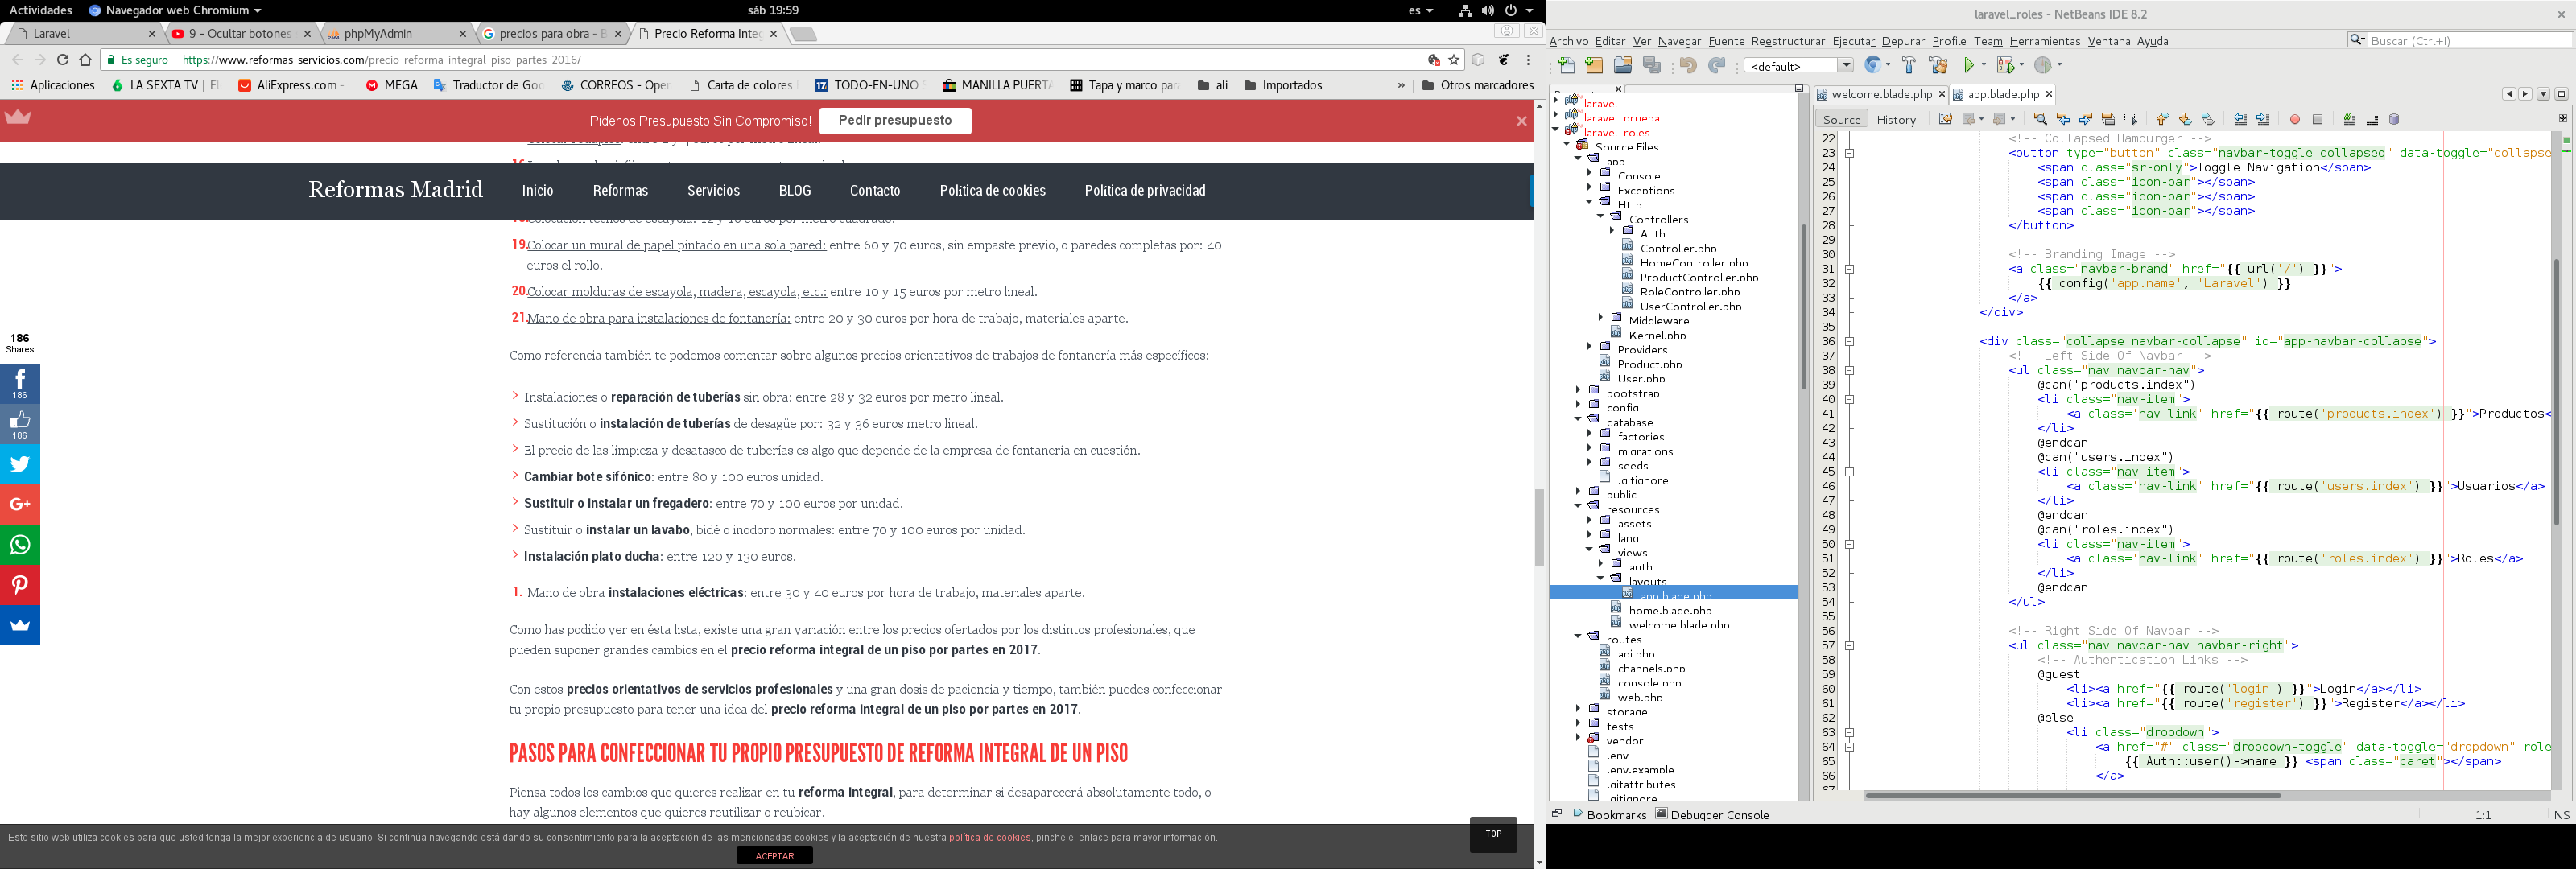 Actividades
Navegador web Chromium
sáb 19:59
es
Laravel
9 - Ocultar botones
phpMyAdmin
precios para obra - B
Precio Reforma Inte
Es seguro
https://www.reformas-servicios.com/precio-reforma-integral-piso-partes-2016/
Aplicaciones
LA SEXTA TV | El
AliExpress.com -
MEGA
Traductor de Goo
CORREOS - Oper
Carta de colores
TODO-EN-UNO
MANILLA PUERTA
Tapa y marco par
ali
Importados
»
Otros marcadores
¡Pídenos Presupuesto Sin Compromiso!
Pedir presupuesto
Reformas Madrid
Inicio
Reformas
Servicios
BLOG
Contacto
Política de cookies
Política de privacidad
19. Colocar un mural de papel pintado en una sola pared: entre 60 y 70 euros, sin empaste previo, o paredes completas por: 40
euros el rollo.
20. Colocar molduras de escayola, madera, escayola, etc.: entre 10 y 15 euros por metro lineal.
21. Mano de obra para instalaciones de fontanería: entre 20 y 30 euros por hora de trabajo, materiales aparte.
Como referencia también te podemos comentar sobre algunos precios orientativos de trabajos de fontanería más específicos:
Instalaciones o reparación de tuberías sin obra: entre 28 y 32 euros por metro lineal.
Sustitución o instalación de tuberías de desagüe por: 32 y 36 euros metro lineal.
El precio de las limpieza y desatasco de tuberías es algo que depende de la empresa de fontanería en cuestión.
Cambiar bote sifónico: entre 80 y 100 euros unidad.
Sustituir o instalar un fregadero: entre 70 y 100 euros por unidad.
Sustituir o instalar un lavabo, bidé o inodoro normales: entre 70 y 100 euros por unidad.
Instalación plato ducha: entre 120 y 130 euros.
1. Mano de obra instalaciones eléctricas: entre 30 y 40 euros por hora de trabajo, materiales aparte.
Como has podido ver en ésta lista, existe una gran variación entre los precios ofertados por los distintos profesionales, que
pueden suponer grandes cambios en el precio reforma integral de un piso por partes en 2017.
Con estos precios orientativos de servicios profesionales y una gran dosis de paciencia y tiempo, también puedes confeccionar
tu propio presupuesto para tener una idea del precio reforma integral de un piso por partes en 2017.
PASOS PARA CONFECCIONAR TU PROPIO PRESUPUESTO DE REFORMA INTEGRAL DE UN PISO
Piensa todos los cambios que quieres realizar en tu reforma integral, para determinar si desaparecerá absolutamente todo, o
hay algunos elementos que quieres reutilizar o reubicar.
186
Shares
186
186
Este sitio web utiliza cookies para que usted tenga la mejor experiencia de usuario. Si continúa navegando está dando su consentimiento para la aceptación de las mencionadas cookies y la aceptación de nuestra política de cookies, pinche el enlace para mayor información.
ACEPTAR
TOP
laravel_roles - NetBeans IDE 8.2
Archivo Editar Ver Navegar Fuente Reestructurar Ejecutar Depurar Profile Team Herramientas Ventana Ayuda
Buscar (Ctrl+I)
<default>
laravel
laravel_prueba
laravel_roles
Source Files
app
Console
Exceptions
Http
Controllers
Auth
Controller.php
HomeController.php
ProductController.php
RoleController.php
UserController.php
Middleware
Kernel.php
Providers
Product.php
User.php
bootstrap
config
database
factories
migrations
seeds
.gitignore
public
resources
assets
lang
views
auth
layouts
app.blade.php
home.blade.php
welcome.blade.php
routes
api.php
channels.php
console.php
web.php
storage
tests
vendor
.env
.env.example
.gitattributes
.gitignore
welcome.blade.php
app.blade.php
Source
History
22 <!-- Collapsed Hamburger -->
23 <button type="button" class="navbar-toggle collapsed" data-toggle="collapse
24 <span class="sr-only">Toggle Navigation</span>
25 <span class="icon-bar"></span>
26 <span class="icon-bar"></span>
27 <span class="icon-bar"></span>
28 </button>
29
30 <!-- Branding Image -->
31 <a class="navbar-brand" href="{{ url('/') }}">
32 {{ config('app.name', 'Laravel') }}
33 </a>
34 </div>
35
36 <div class="collapse navbar-collapse" id="app-navbar-collapse">
37 <!-- Left Side Of Navbar -->
38 <ul class="nav navbar-nav">
39 @can("products.index")
40 <li class="nav-item">
41 <a class='nav-link' href="{{ route('products.index') }}">Productos<
42 </li>
43 @endcan
44 @can("users.index")
45 <li class="nav-item">
46 <a class='nav-link' href="{{ route('users.index') }}">Usuarios</a>
47 </li>
48 @endcan
49 @can("roles.index")
50 <li class="nav-item">
51 <a class='nav-link' href="{{ route('roles.index') }}">Roles</a>
52 </li>
53 @endcan
54 </ul>
55
56 <!-- Right Side Of Navbar -->
57 <ul class="nav navbar-nav navbar-right">
58 <!-- Authentication Links -->
59 @guest
60 <li><a href="{{ route('login') }}">Login</a></li>
61 <li><a href="{{ route('register') }}">Register</a></li>
62 @else
63 <li class="dropdown">
64 <a href="#" class="dropdown-toggle" data-toggle="dropdown" role
65 {{ Auth::user()->name }} <span class="caret"></span>
66 </a>
67
Bookmarks
Debugger Console
1:1
INS